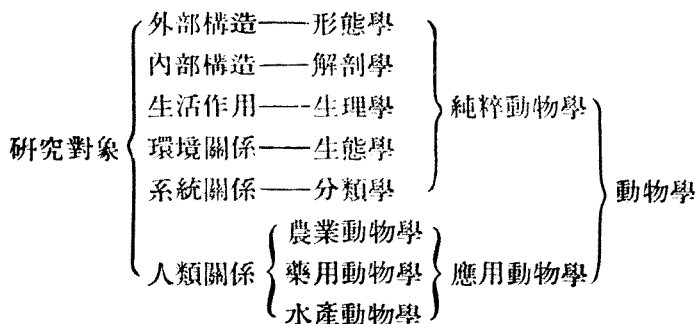 外部構造——形態學
內部構造——解剖學
生活作用——生理學
純粹動物學
研究對象
環境關係——生態學
系統關係——分類學
動物學
農業動物學
人類關係
藥用動物學
應用動物學
水產動物學